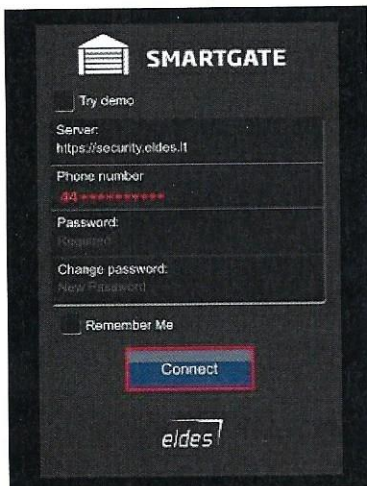 SMARTGATE
Try demo
Server:
https://security.eldes.lt
Phone number
44**********
Password:
Required
Change password:
New Password
Remember Me
Connect
eldes